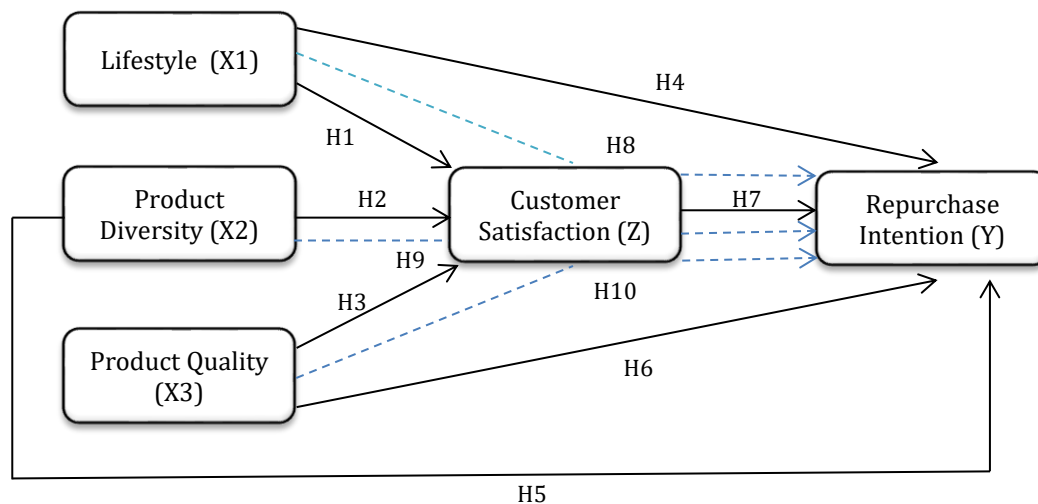 Lifestyle (X1)
H4
H1
H8
Product
Diversity (X2)
H2
Customer
Satisfaction (Z)
H7
Repurchase
Intention (Y)
H9
H3
H10
Product Quality
(X3)
H6
H5